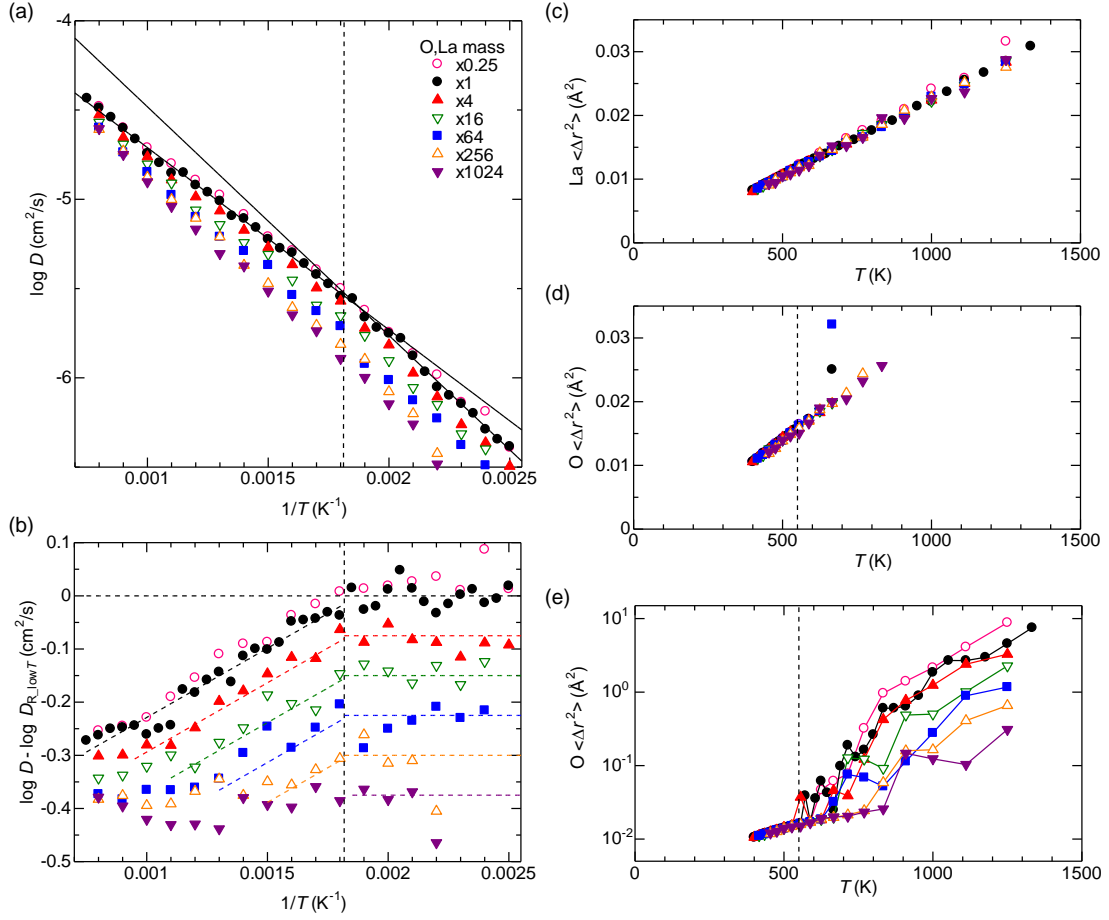 (a)
-4
-5
-6
log D (cm²/s)
O,La mass
x0.25
x1
x4
x16
x64
x256
x1024
0.001
0.0015
0.002
0.0025
1/T (K⁻¹)
(b)
0.1
0
-0.1
-0.2
-0.3
-0.4
-0.5
log D - log D_R_lowT (cm²/s)
0.001
0.0015
0.002
0.0025
1/T (K⁻¹)
(c)
0.03
0.02
0.01
0
La <Δr²> (Å²)
0
500
1000
1500
T (K)
(d)
0.03
0.02
0.01
0
O <Δr²> (Å²)
0
500
1000
1500
T (K)
(e)
10¹
10⁰
10⁻¹
10⁻²
O <Δr²> (Å²)
0
500
1000
1500
T (K)